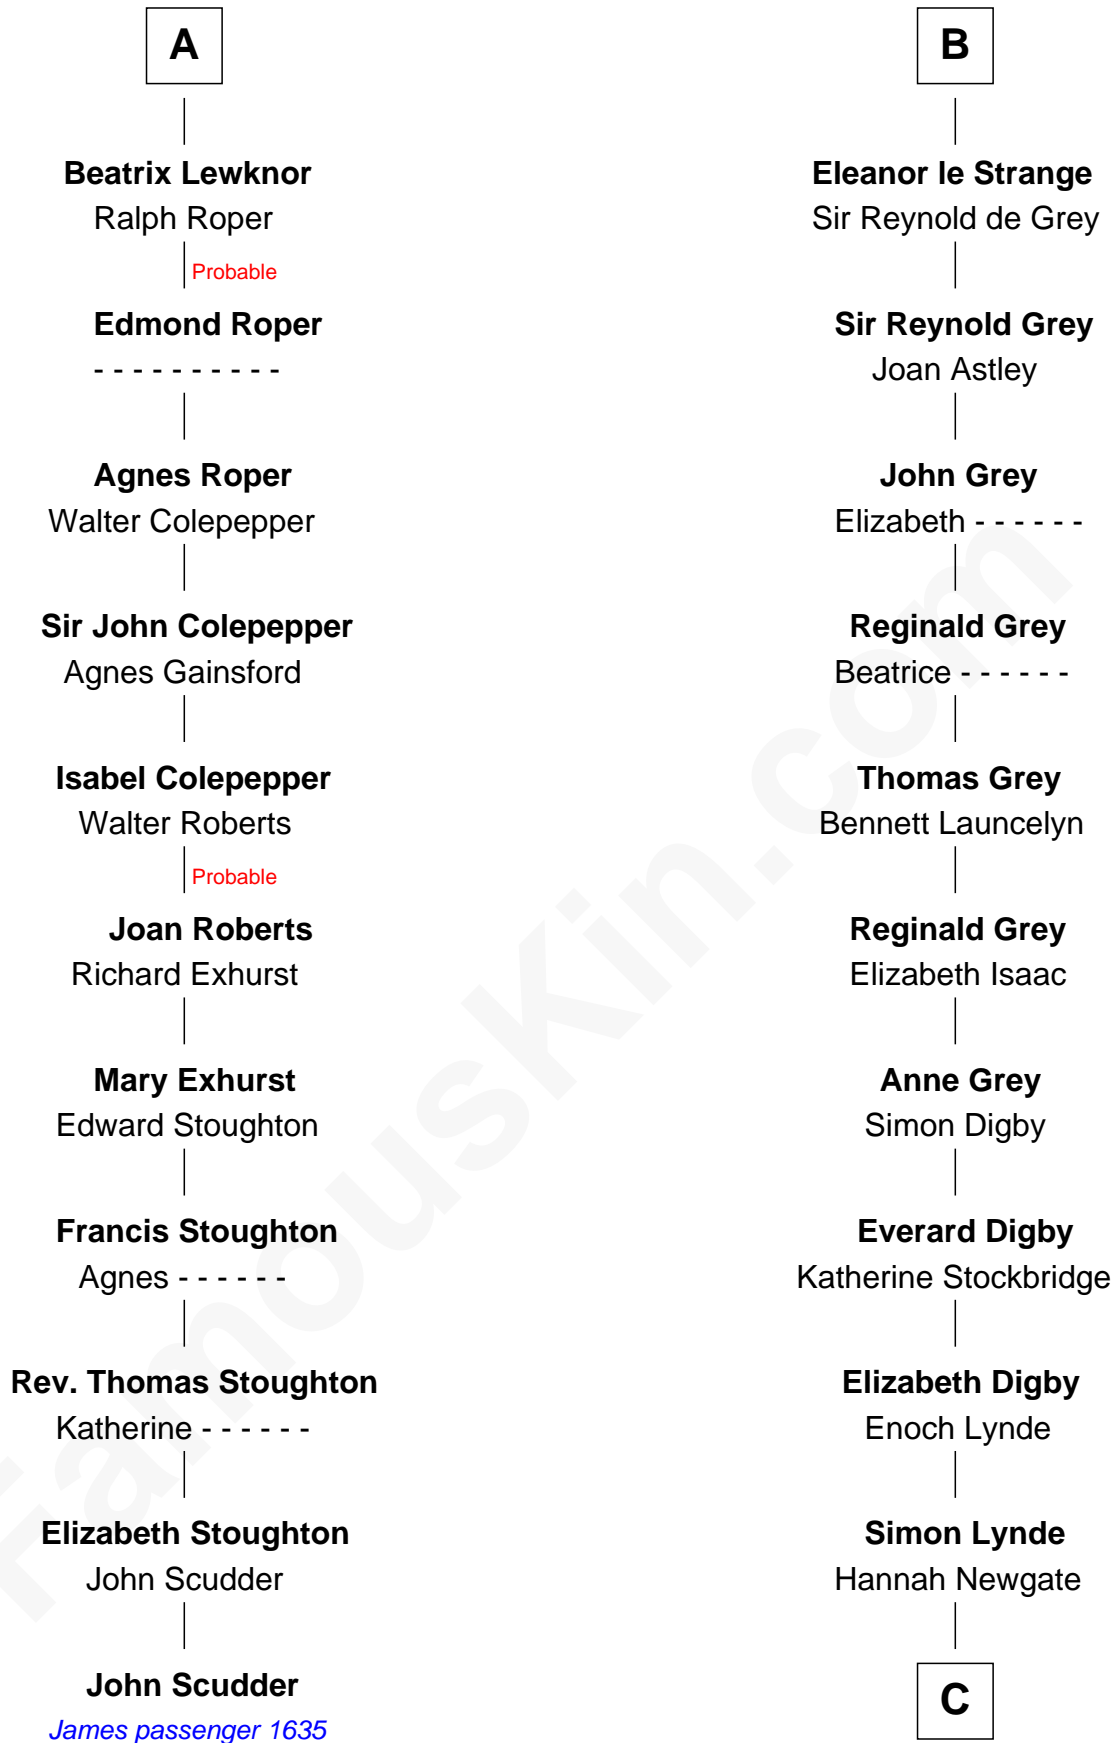 A
Beatrix Lewknor
Ralph Roper
Probable
Edmond Roper
- - - - - - - - - -
Agnes Roper
Walter Colepepper
Sir John Colepepper
Agnes Gainsford
Isabel Colepepper
Walter Roberts
Probable
Joan Roberts
Richard Exhurst
Mary Exhurst
Edward Stoughton
Francis Stoughton
Agnes - - - - - -
Rev. Thomas Stoughton
Katherine - - - - - -
Elizabeth Stoughton
John Scudder
John Scudder
James passenger 1635
B
Eleanor le Strange
Sir Reynold de Grey
Sir Reynold Grey
Joan Astley
John Grey
Elizabeth - - - - - -
Reginald Grey
Beatrice - - - - - -
Thomas Grey
Bennett Launcelyn
Reginald Grey
Elizabeth Isaac
Anne Grey
Simon Digby
Everard Digby
Katherine Stockbridge
Elizabeth Digby
Enoch Lynde
Simon Lynde
Hannah Newgate
C
FamousKin.com